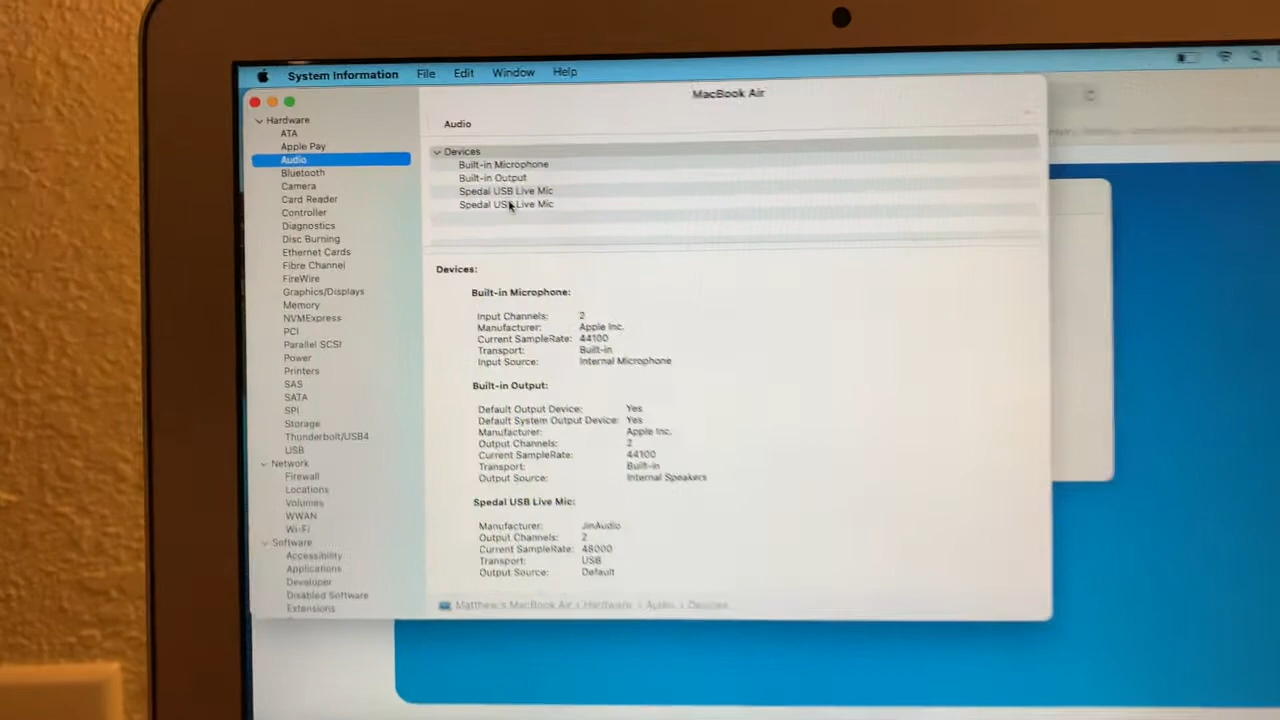 System Information File Edit Window Help
MacBook Air
Hardware
ATA
Apple Pay
Audio
Bluetooth
Camera
Card Reader
Controller
Diagnostics
Disc Burning
Ethernet Cards
Fibre Channel
FireWire
Graphics/Displays
Memory
NVMExpress
PCI
Parallel SCSI
Power
Printers
SAS
SATA
SPI
Storage
Thunderbolt/USB4
USB
Network
Firewall
Locations
Volumes
WWAN
Wi-Fi
Software
Accessibility
Applications
Developer
Disabled Software
Extensions
Audio
Devices
Built-in Microphone
Built-in Output
Spedal USB Live Mic
Spedal USB Live Mic
Devices:
Built-in Microphone:
Input Channels: 2
Manufacturer: Apple Inc.
Current SampleRate: 44100
Transport: Built-in
Input Source: Internal Microphone
Built-in Output:
Default Output Device: Yes
Default System Output Device: Yes
Manufacturer: Apple Inc.
Output Channels: 2
Current SampleRate: 44100
Transport: Built-in
Output Source: Internal Speakers
Spedal USB Live Mic:
Manufacturer: JinAudio
Output Channels: 2
Current SampleRate: 48000
Transport: USB
Output Source: Default
Matthew's MacBook Air › Hardware › Audio › Devices